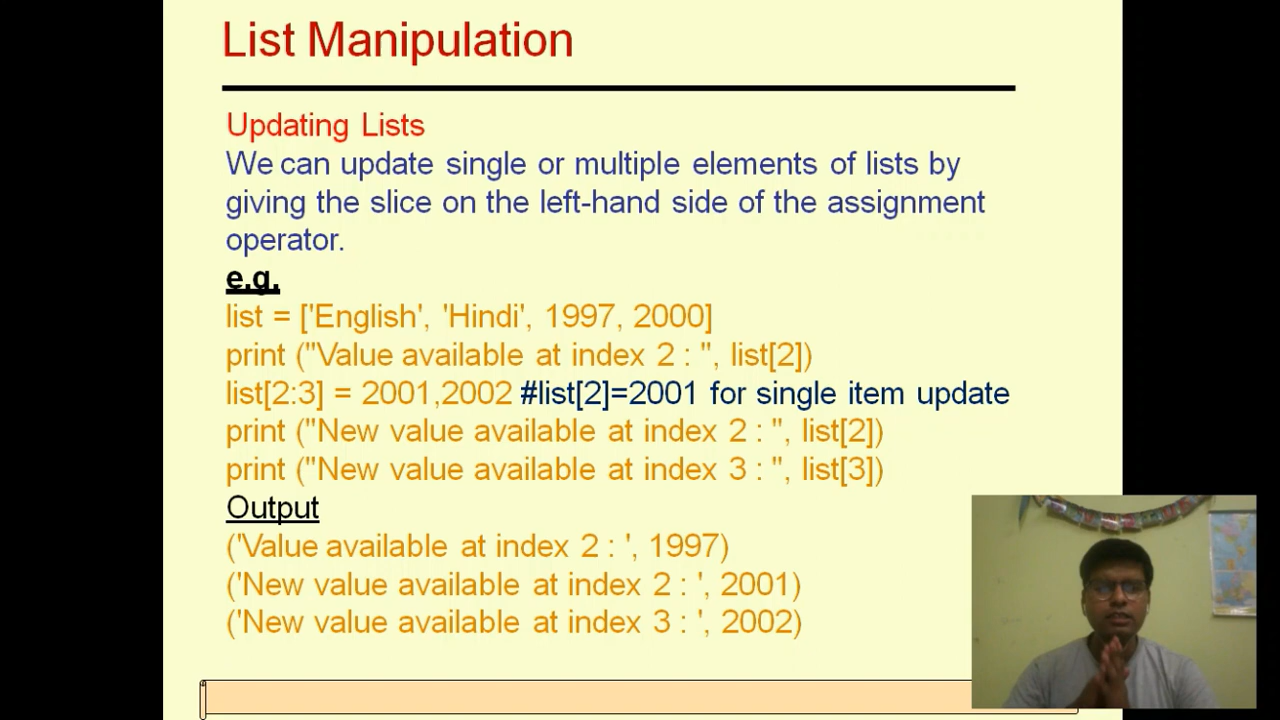 List Manipulation
Updating Lists
We can update single or multiple elements of lists by
giving the slice on the left-hand side of the assignment
operator.
e.g.
list = ['English', 'Hindi', 1997, 2000]
print ("Value available at index 2 : ", list[2])
list[2:3] = 2001,2002 #list[2]=2001 for single item update
print ("New value available at index 2 : ", list[2])
print ("New value available at index 3 : ", list[3])
Output
('Value available at index 2 : ', 1997)
('New value available at index 2 : ', 2001)
('New value available at index 3 : ', 2002)